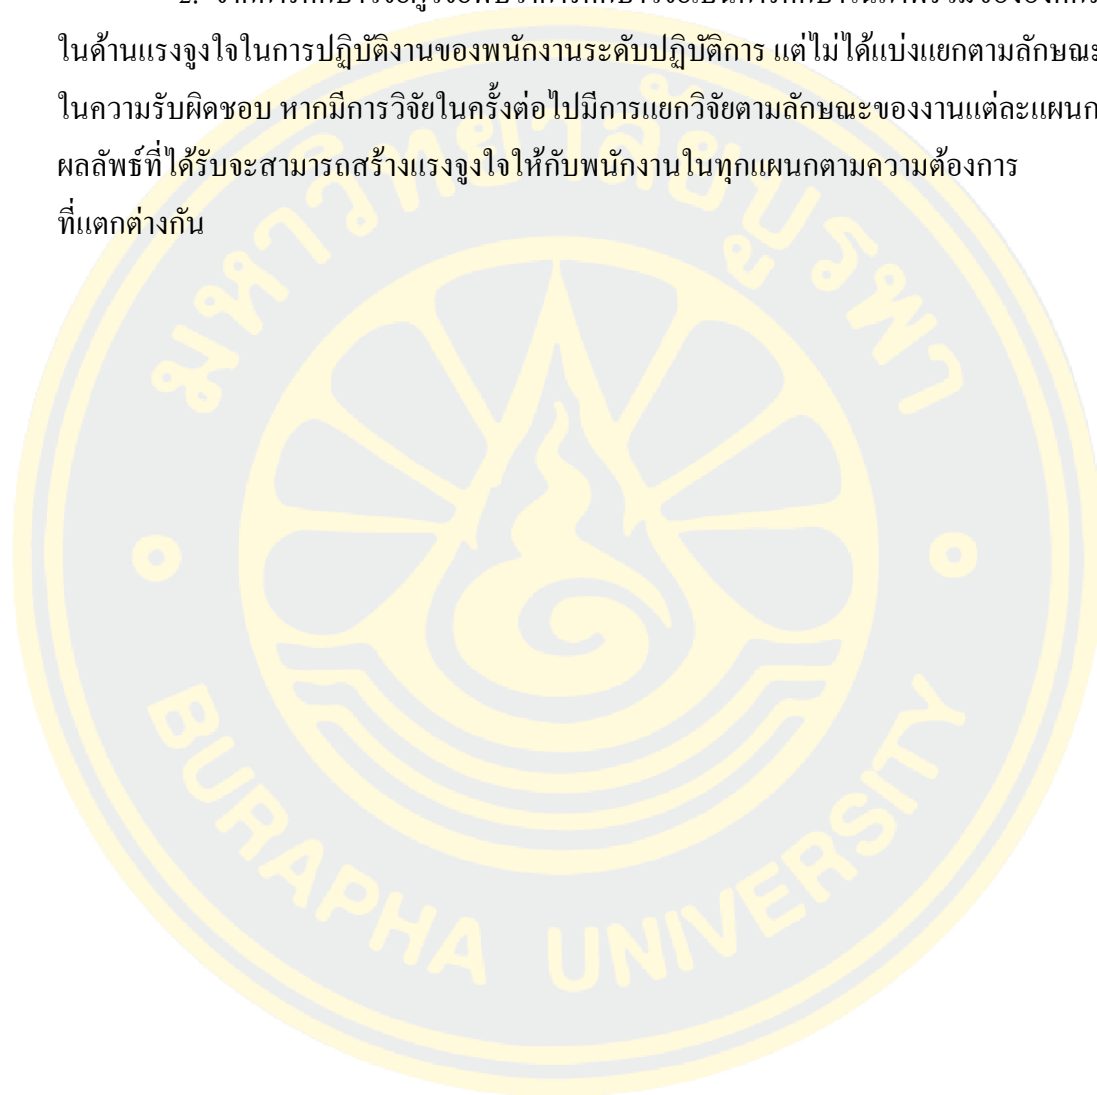 ในด้านแรงจูงใจในการปฏิบัติงานของพนักงานระดับปฏิบัติการ แต่ไม่ได้แบ่งแยกตามลักษณะ
ในความรับผิดชอบ หากมีการวิจัยในครั้งต่อไปมีการแยกวิจัยตามลักษณะของงานแต่ละแผนก
ผลลัพธ์ที่ได้รับจะสามารถสร้างแรงจูงใจให้กับพนักงานในทุกแผนกตามความต้องการ
ที่แตกต่างกัน
มหาวิทยาลัยบูรพา
BURAPHA UNIVERSITY